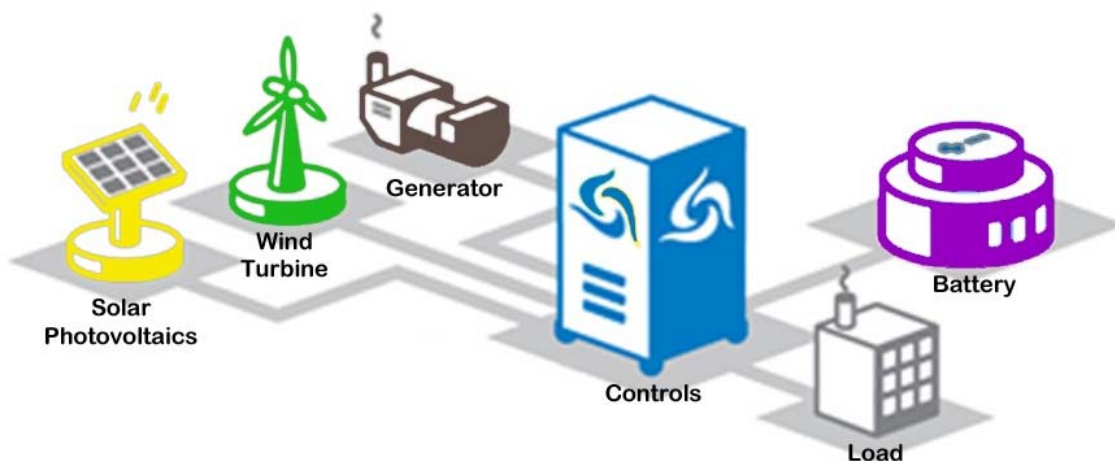 Generator
Wind
Turbine
Solar
Photovoltaics
Battery
Controls
Load